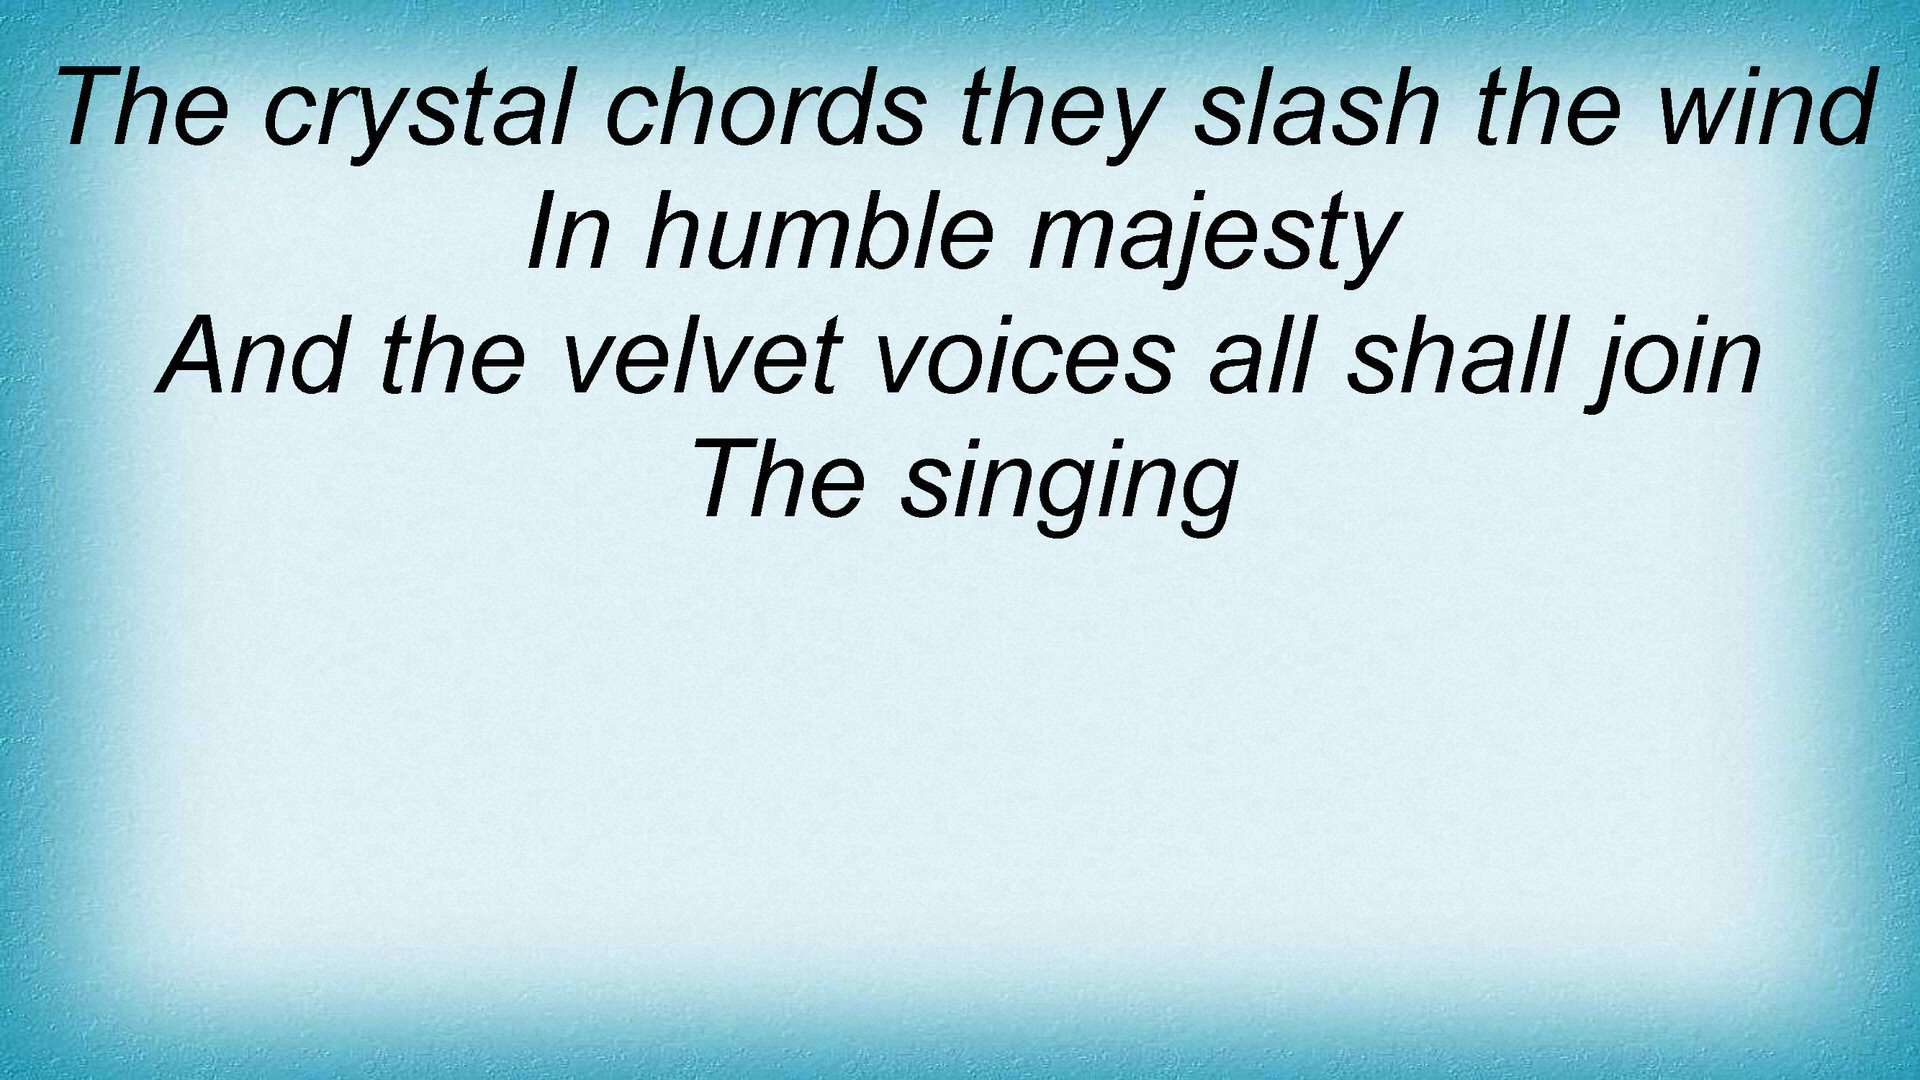 The crystal chords they slash the wind
In humble majesty
And the velvet voices all shall join
The singing